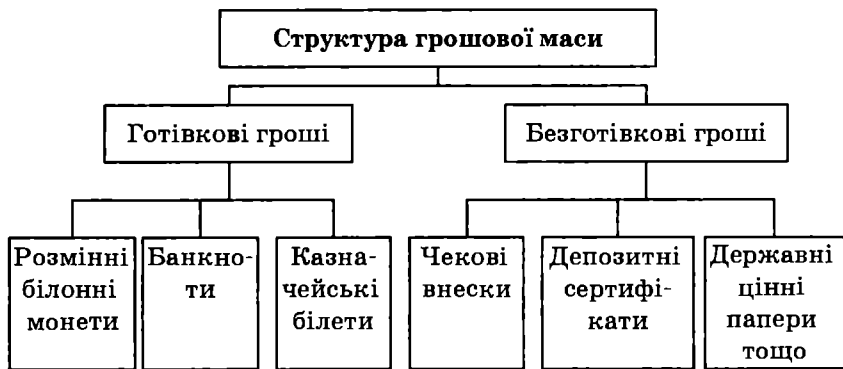 Структура грошової маси
Готівкові гроші
Безготівкові гроші
Розмінні
білонні
монети
Банкно-
ти
Казна-
чейські
білети
Чекові
внески
Депозитні
сертифі-
кати
Державні
цінні
папери
тощо